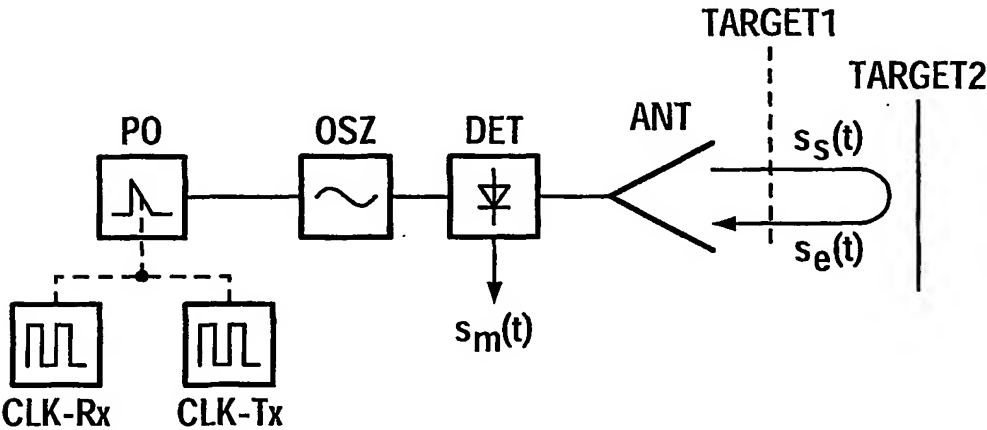 TARGET1
TARGET2
PO
OSZ
DET
ANT
s_s(t)
s_e(t)
s_m(t)
CLK-Rx
CLK-Tx